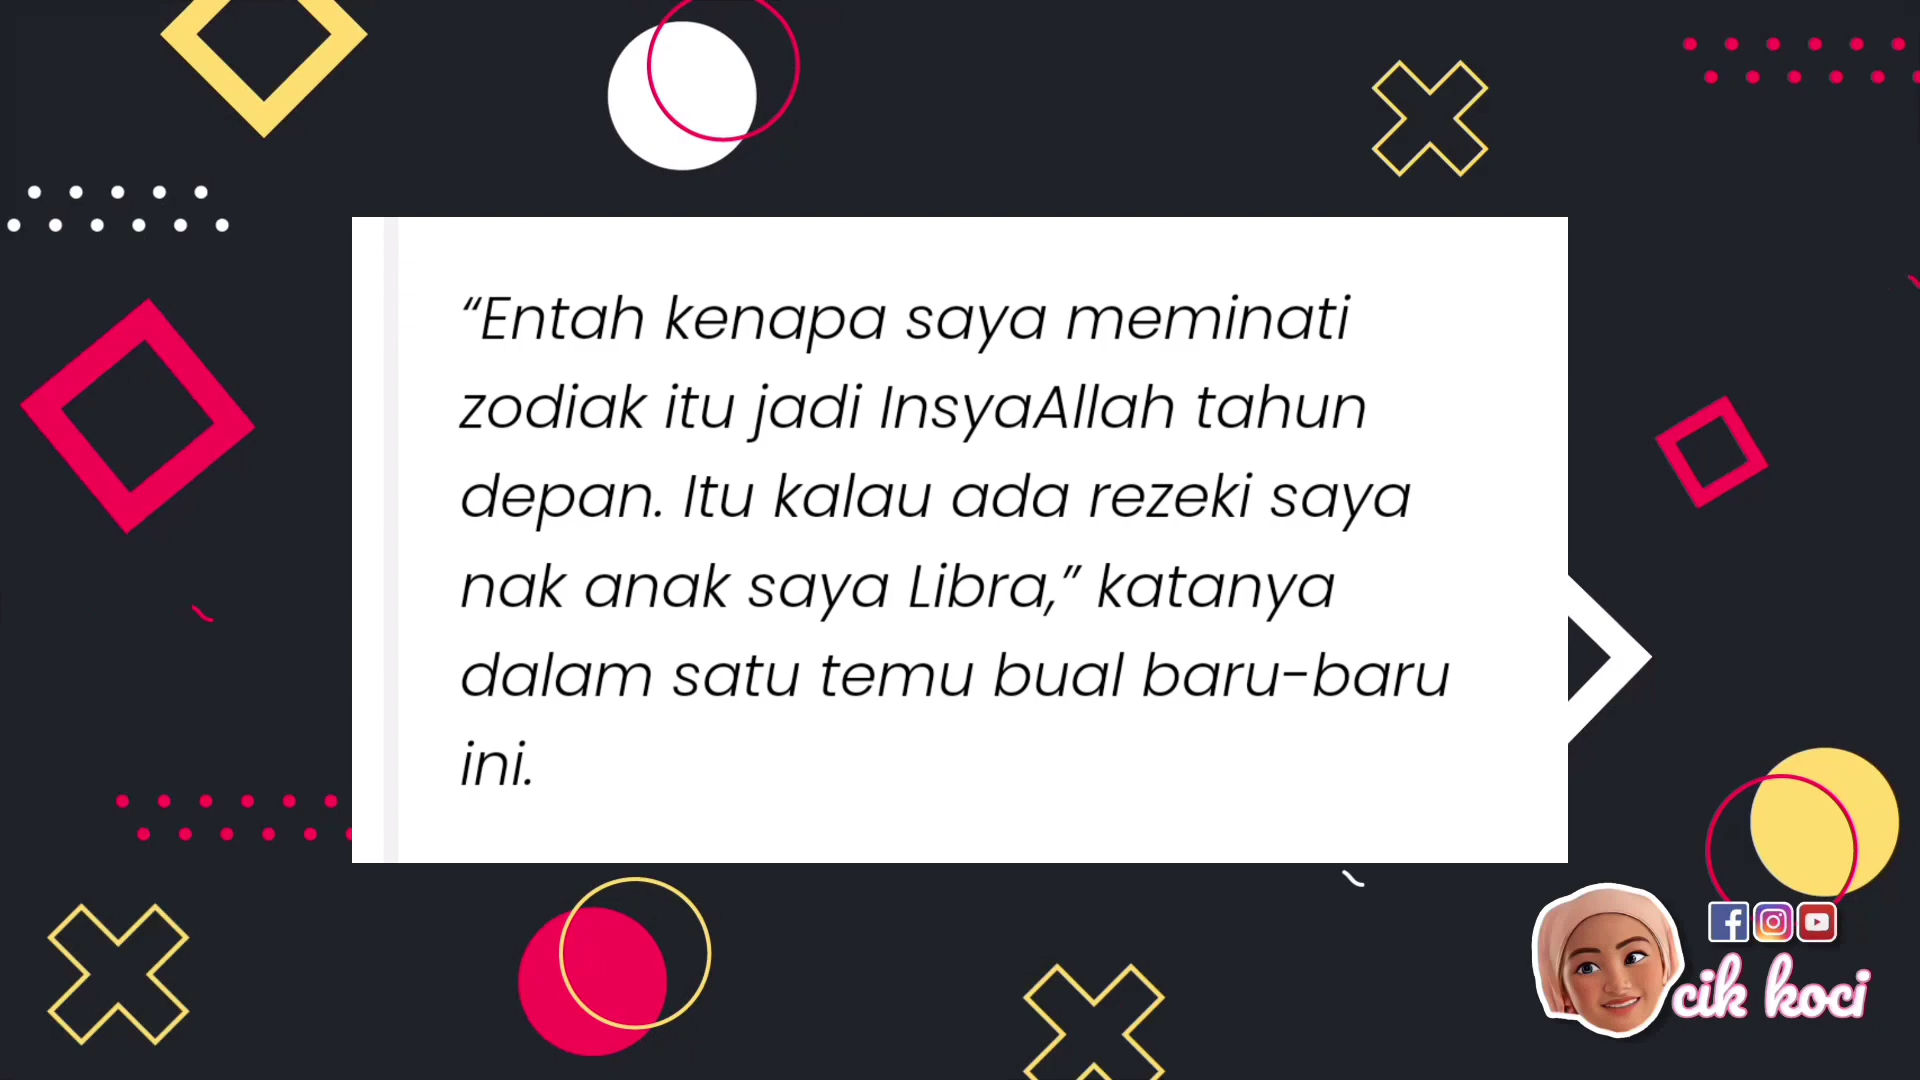 “Entah kenapa saya meminati
zodiak itu jadi InsyaAllah tahun
depan. Itu kalau ada rezeki saya
nak anak saya Libra,” katanya
dalam satu temu bual baru-baru
ini.
cik koci